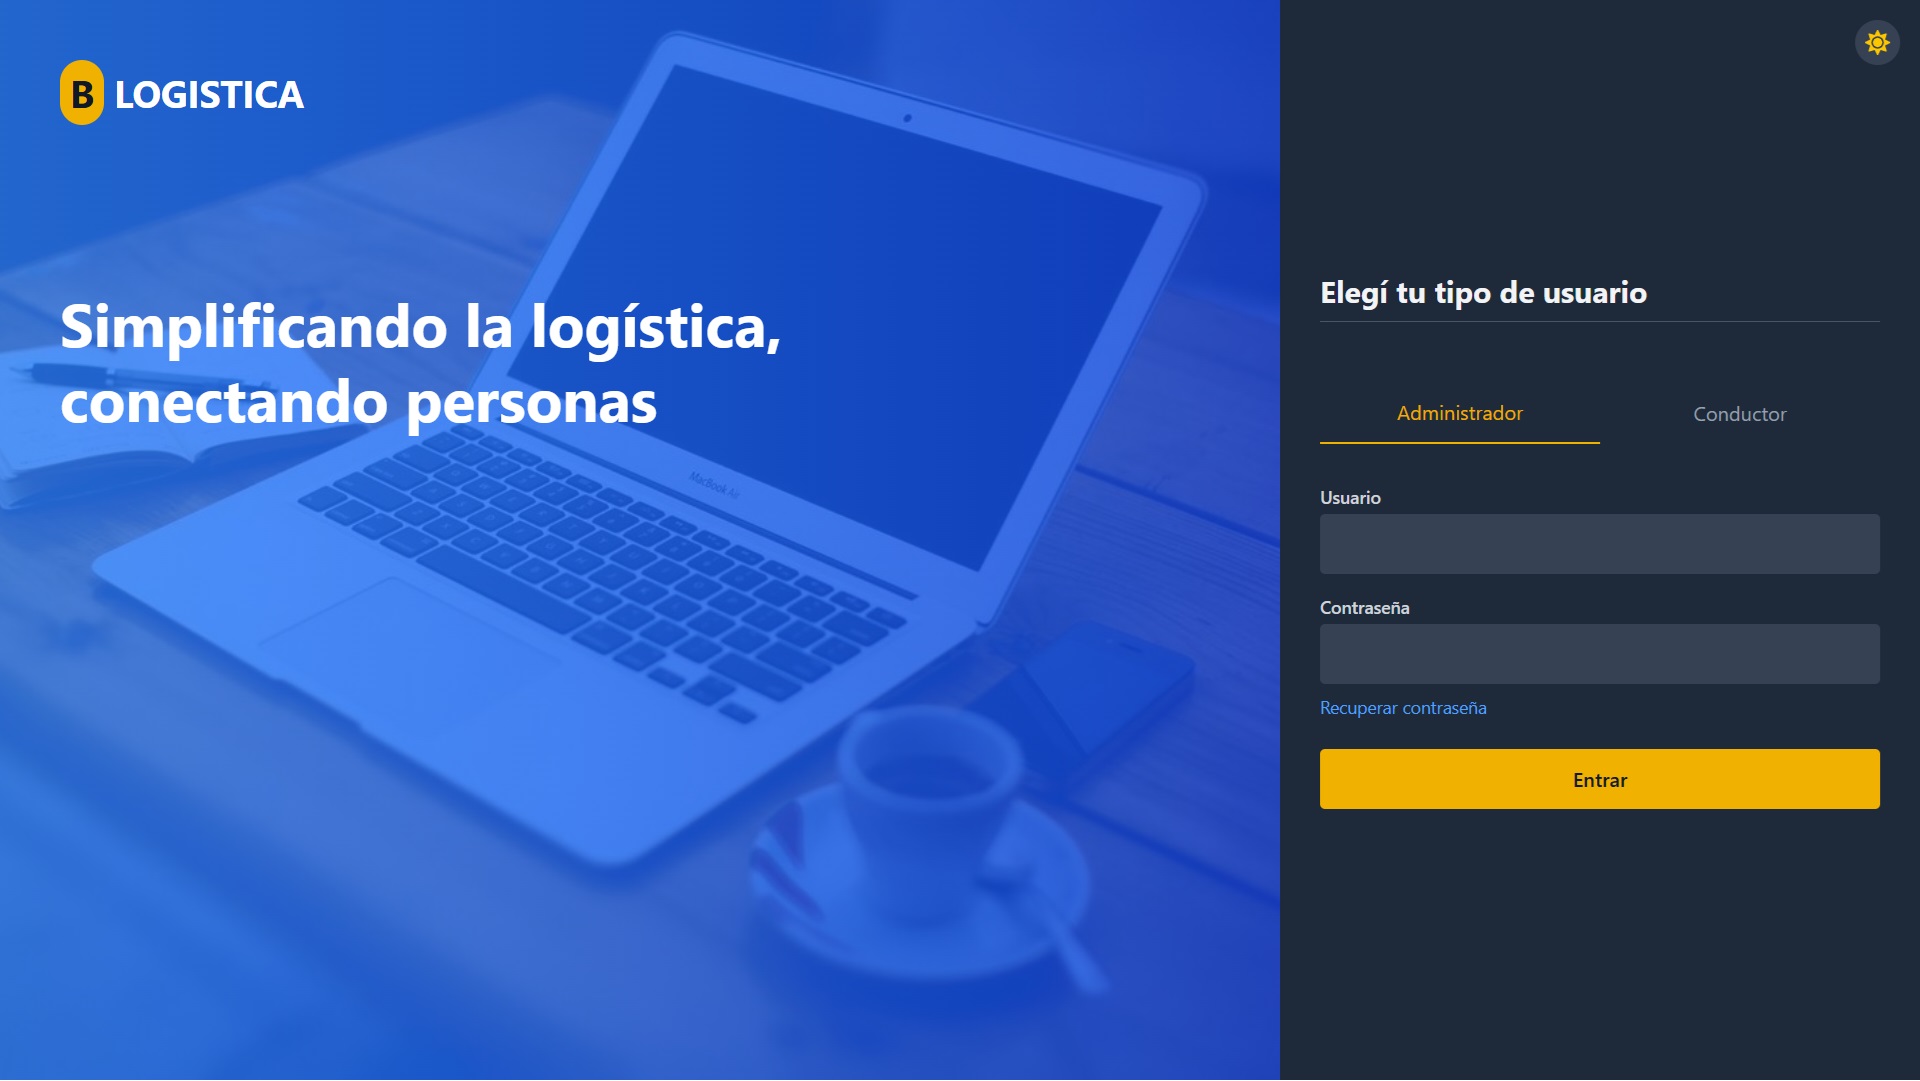 B LOGISTICA
Simplificando la logística,
conectando personas
MacBook Air
Elegí tu tipo de usuario
Administrador
Conductor
Usuario
Contraseña
Recuperar contraseña
Entrar